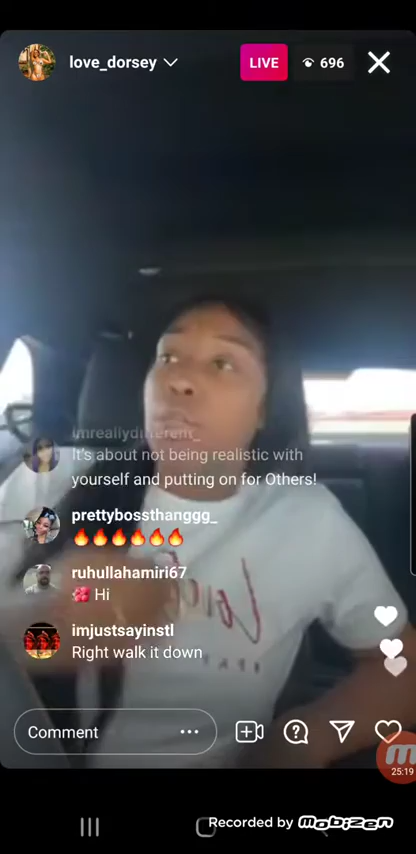 love_dorsey
LIVE
696
imreallydifferent_
It's about not being realistic with
yourself and putting on for Others!
prettybossthanggg_
🔥🔥🔥🔥🔥🔥
ruhullahamiri67
🌺 Hi
imjustsayinstl
Right walk it down
Comment
25:19
Recorded by mobizen